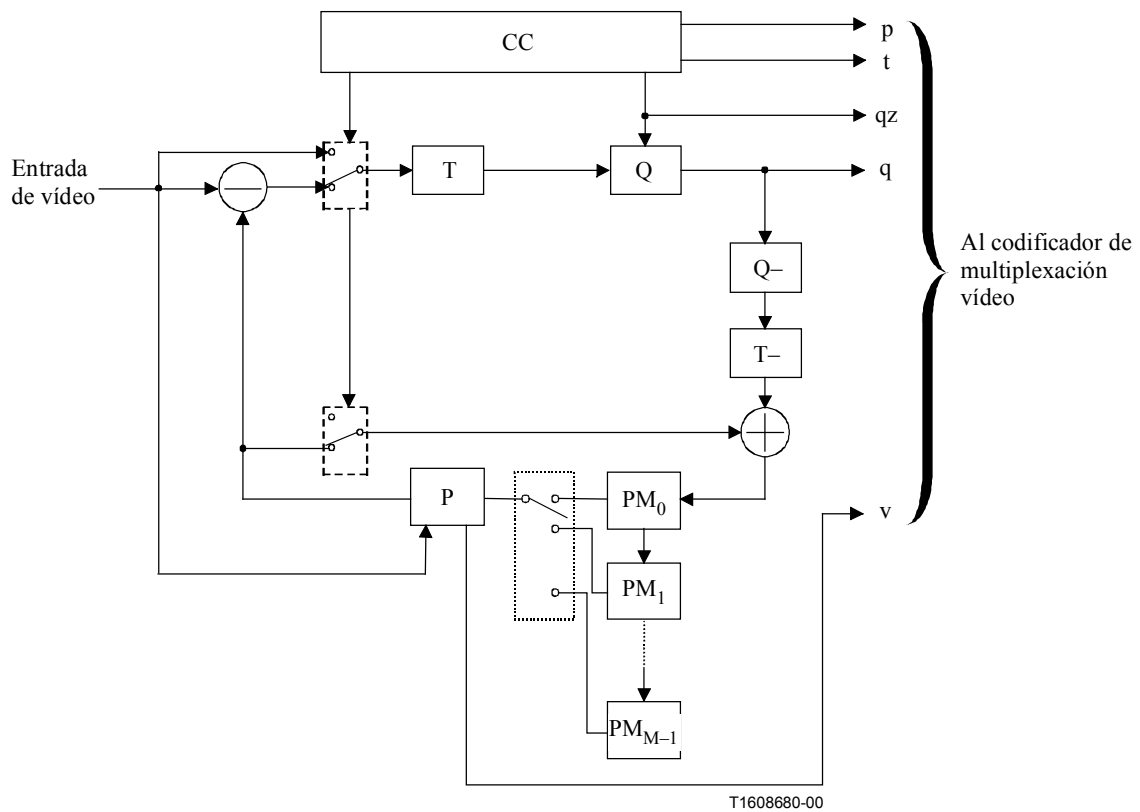 CC
p
t
qz
Entrada
de vídeo
T
Q
q
Al codificador de
multiplexación
vídeo
Q–
T–
P
PM0
v
PM1
PMM–1
T1608680-00